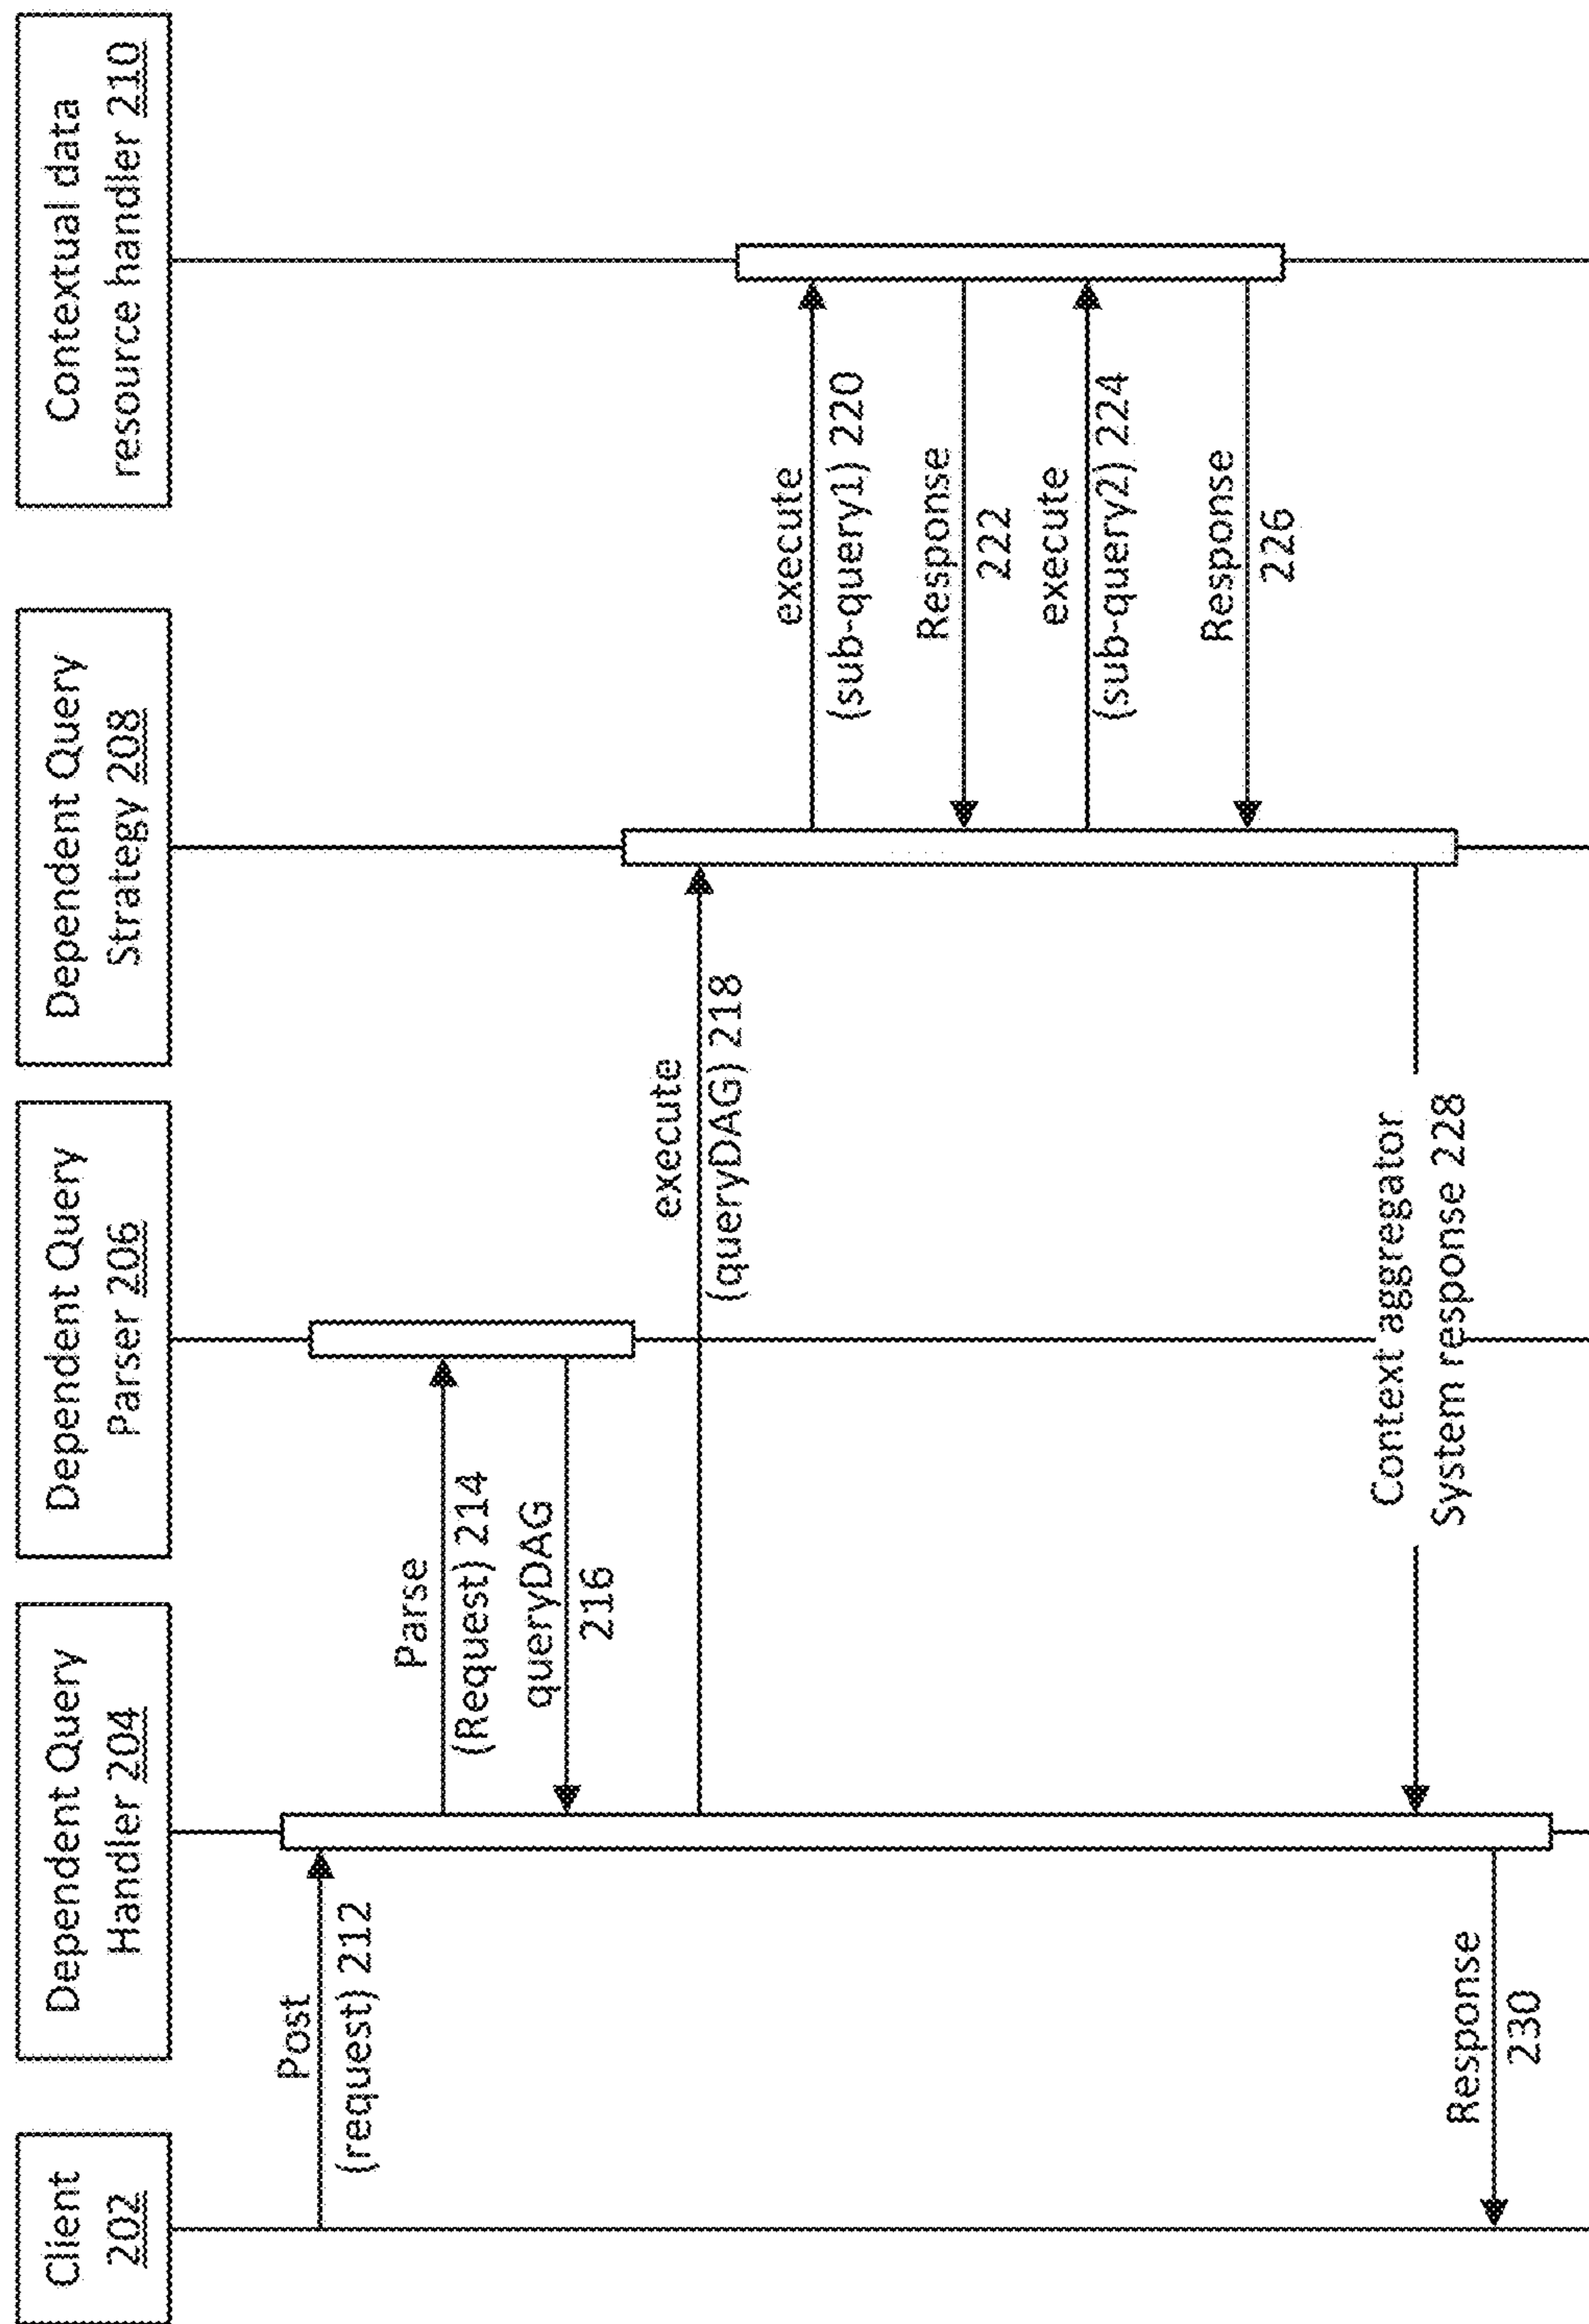 Client
202
Dependent Query
Handler 204
Dependent Query
Parser 206
Dependent Query
Strategy 208
Contextual data
resource handler 210
Post
(request) 212
Parse
(Request) 214
queryDAG
216
execute
(queryDAG) 218
execute
(sub-query1) 220
Response
222
execute
(sub-query2) 224
Response
226
Context aggregator
System response 228
Response
230